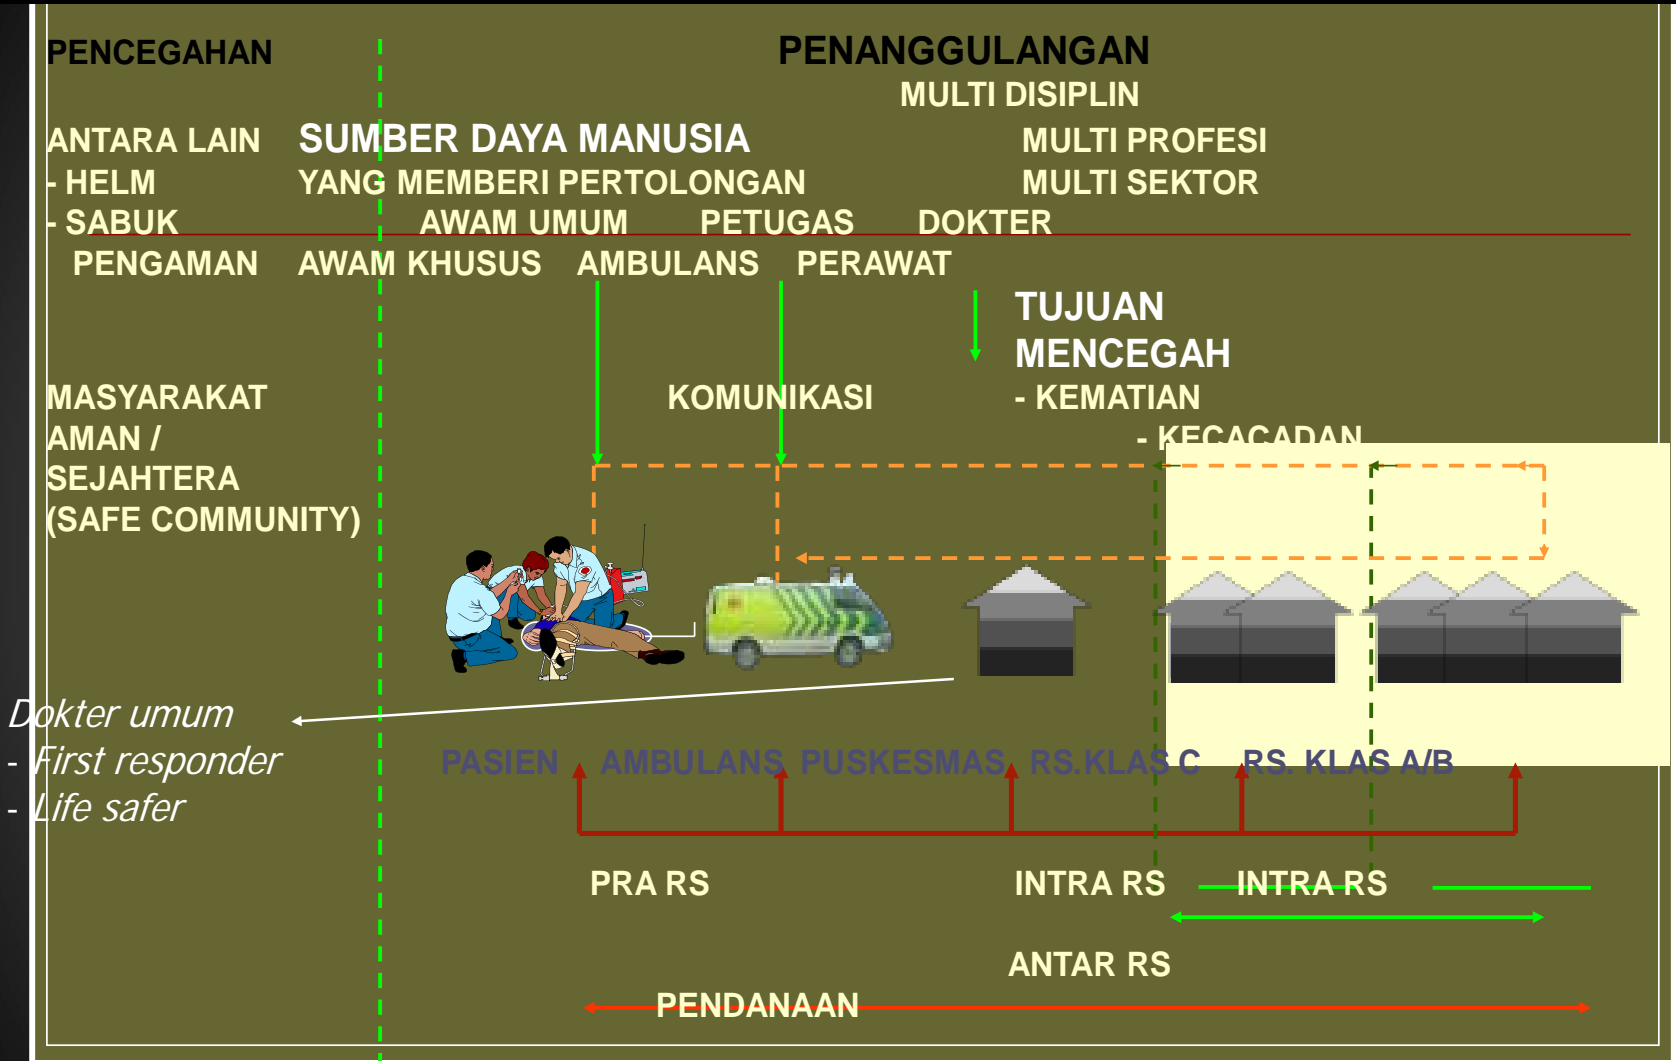 PENCEGAHAN
PENANGGULANGAN
MULTI DISIPLIN
ANTARA LAIN SUMBER DAYA MANUSIA MULTI PROFESI
- HELM YANG MEMBERI PERTOLONGAN MULTI SEKTOR
- SABUK AWAM UMUM PETUGAS DOKTER
PENGAMAN AWAM KHUSUS AMBULANS PERAWAT
TUJUAN
MENCEGAH
MASYARAKAT KOMUNIKASI - KEMATIAN
AMAN / - KECACADAN
SEJAHTERA
(SAFE COMMUNITY)
Dokter umum
- First responder
- Life safer
PASIEN AMBULANS PUSKESMAS RS.KLAS C RS. KLAS A/B
PRA RS INTRA RS INTRA RS
ANTAR RS
PENDANAAN